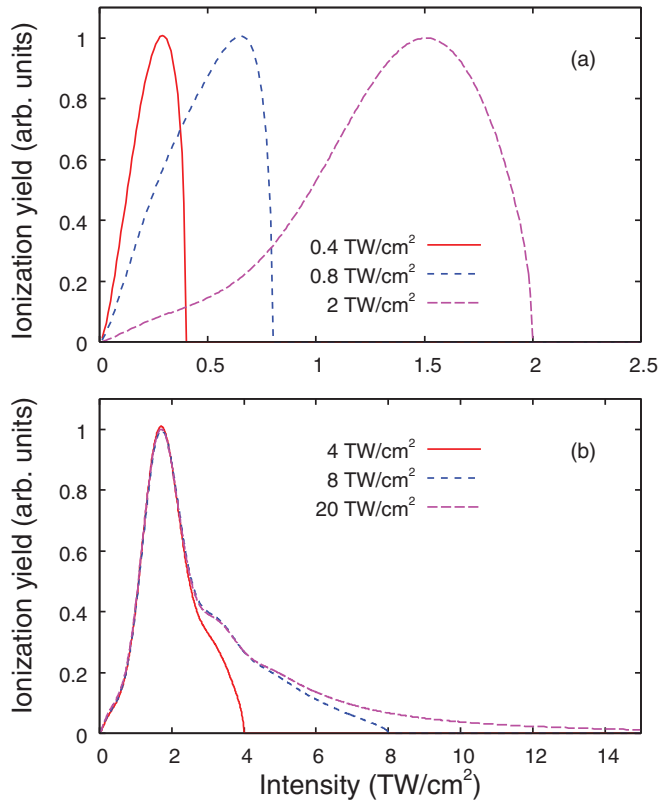 Ionization yield (arb. units)
1
0.8
0.6
0.4
0.2
0
(a)
0.4 TW/cm²
0.8 TW/cm²
2 TW/cm²
0 0.5 1 1.5 2 2.5
Ionization yield (arb. units)
1
0.8
0.6
0.4
0.2
0
(b)
4 TW/cm²
8 TW/cm²
20 TW/cm²
0 2 4 6 8 10 12 14
Intensity (TW/cm²)